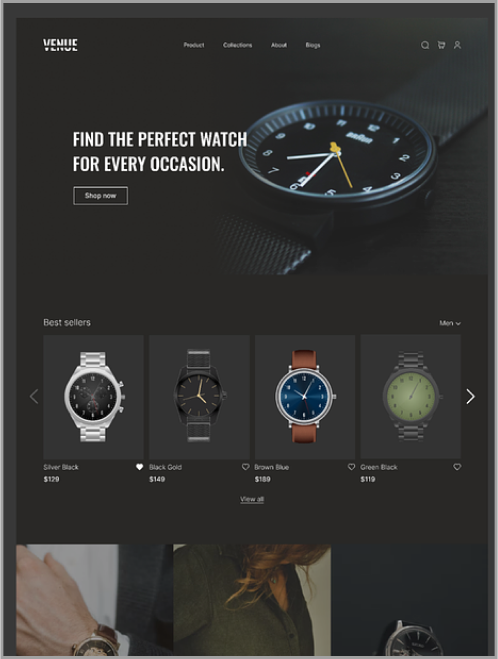 VENUE
Product Collections About Blogs
FIND THE PERFECT WATCH
FOR EVERY OCCASION.
Shop now
Best sellers
Men
Silver Black Black Gold Brown Blue Green Black
$129 $149 $189 $119
View all